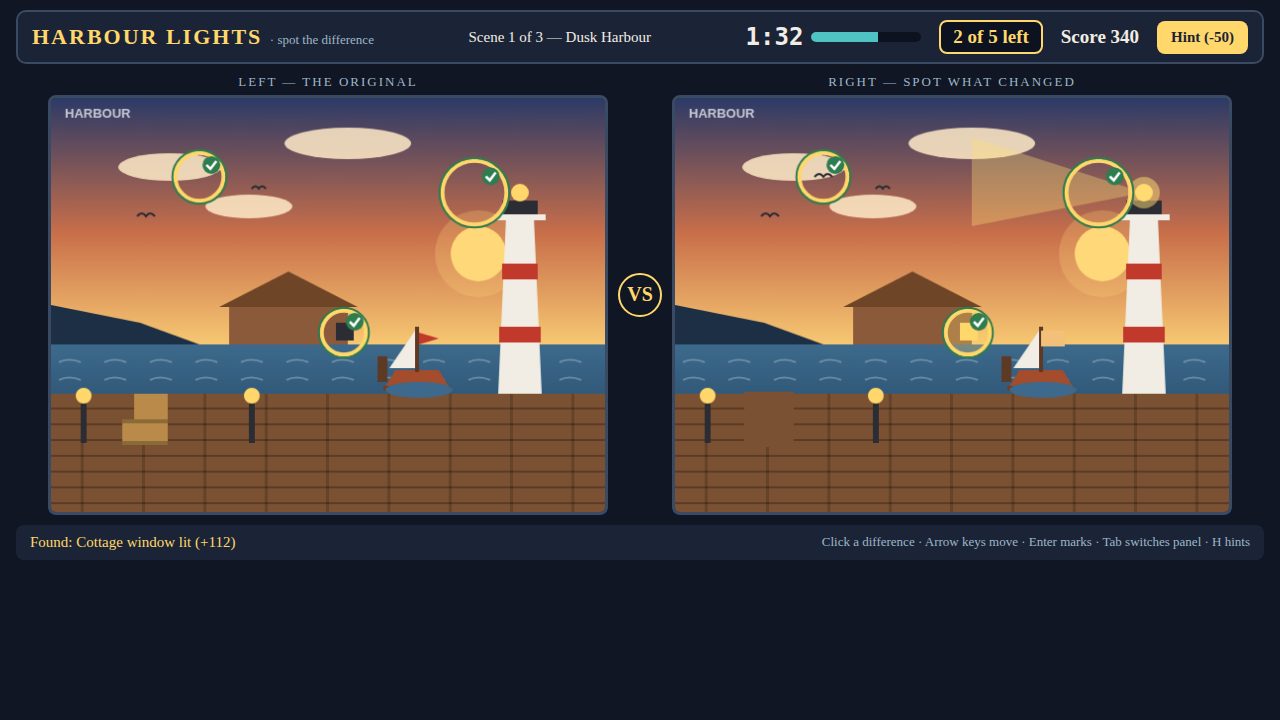 HARBOUR LIGHTS · spot the difference
Scene 1 of 3 — Dusk Harbour
1:32
2 of 5 left
Score 340
Hint (-50)
LEFT — THE ORIGINAL
RIGHT — SPOT WHAT CHANGED
HARBOUR
HARBOUR
VS
Found: Cottage window lit (+112)
Click a difference · Arrow keys move · Enter marks · Tab switches panel · H hints